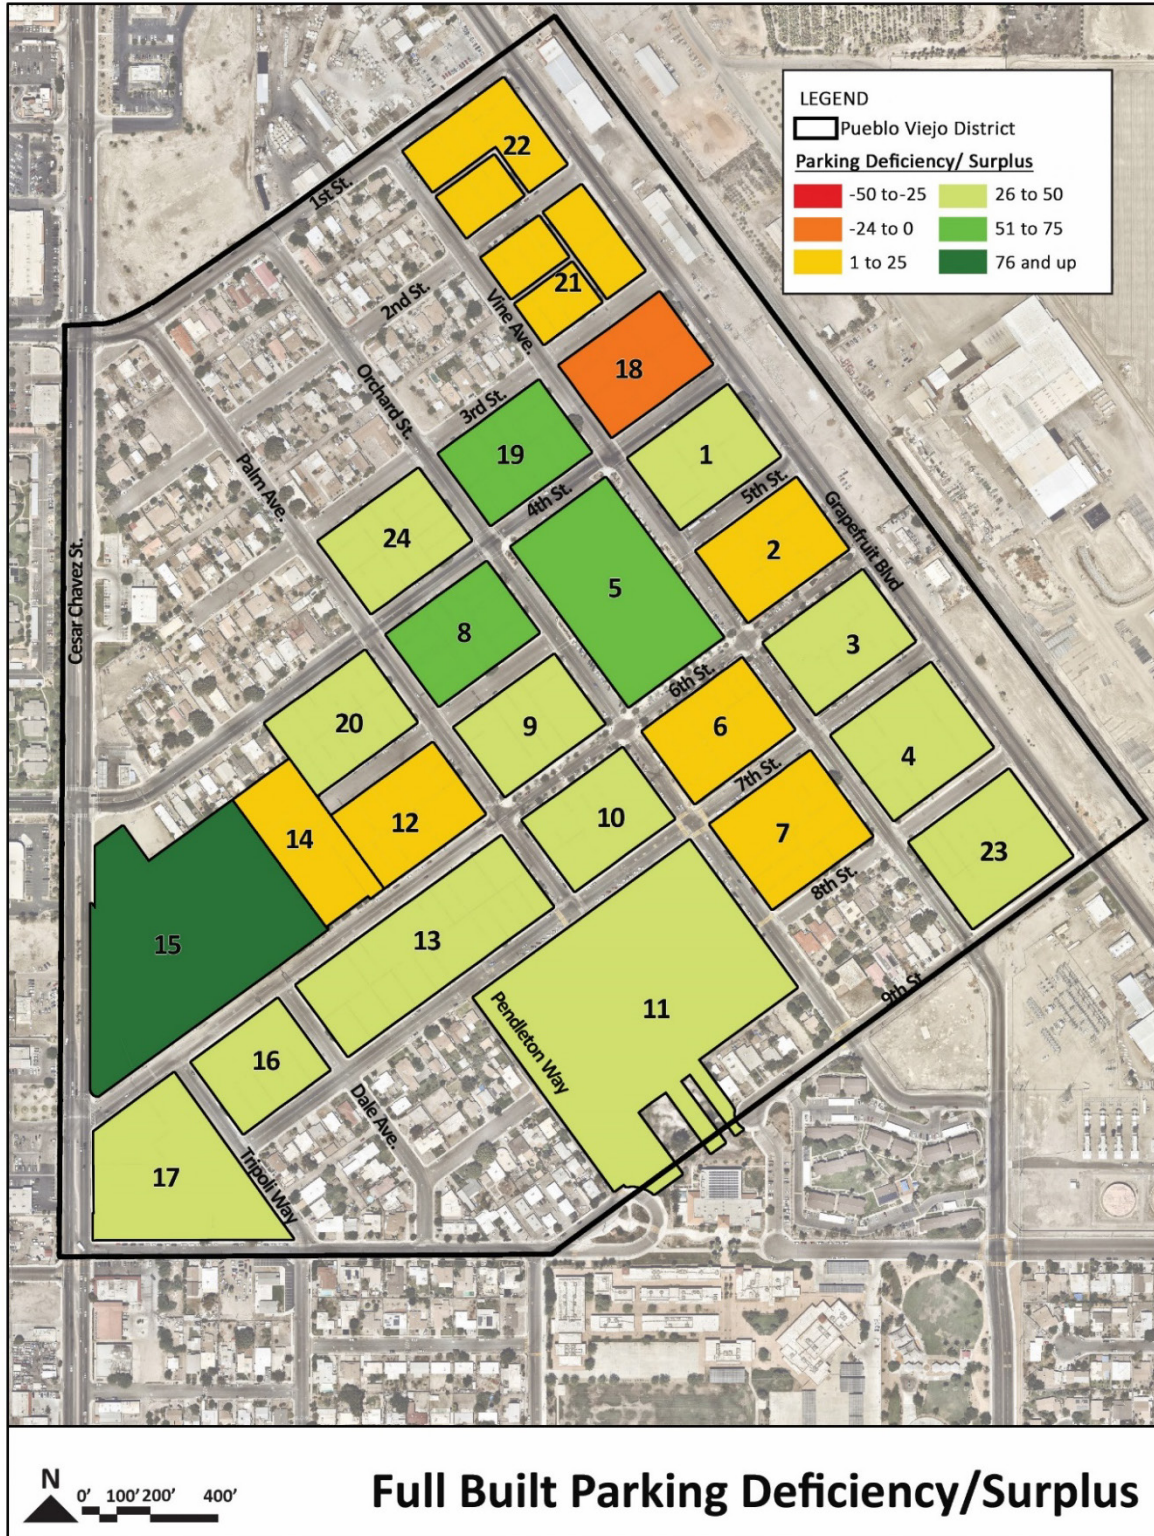 LEGEND
Pueblo Viejo District
Parking Deficiency/ Surplus
-50 to-25
26 to 50
-24 to 0
51 to 75
1 to 25
76 and up
22
1st St.
2nd St.
21
Vine Ave.
18
Orchard St.
3rd St.
19
1
4th St.
5th St.
Palm Ave.
24
2
Grapefruit Blvd
5
8
Cesar Chavez St.
3
6th St.
20
9
6
4
7th St.
14
12
10
7
23
8th St.
13
15
9th St
Pendleton Way
11
16
Dale Ave.
17
Tripoli Way
N
0' 100' 200' 400'
Full Built Parking Deficiency/Surplus